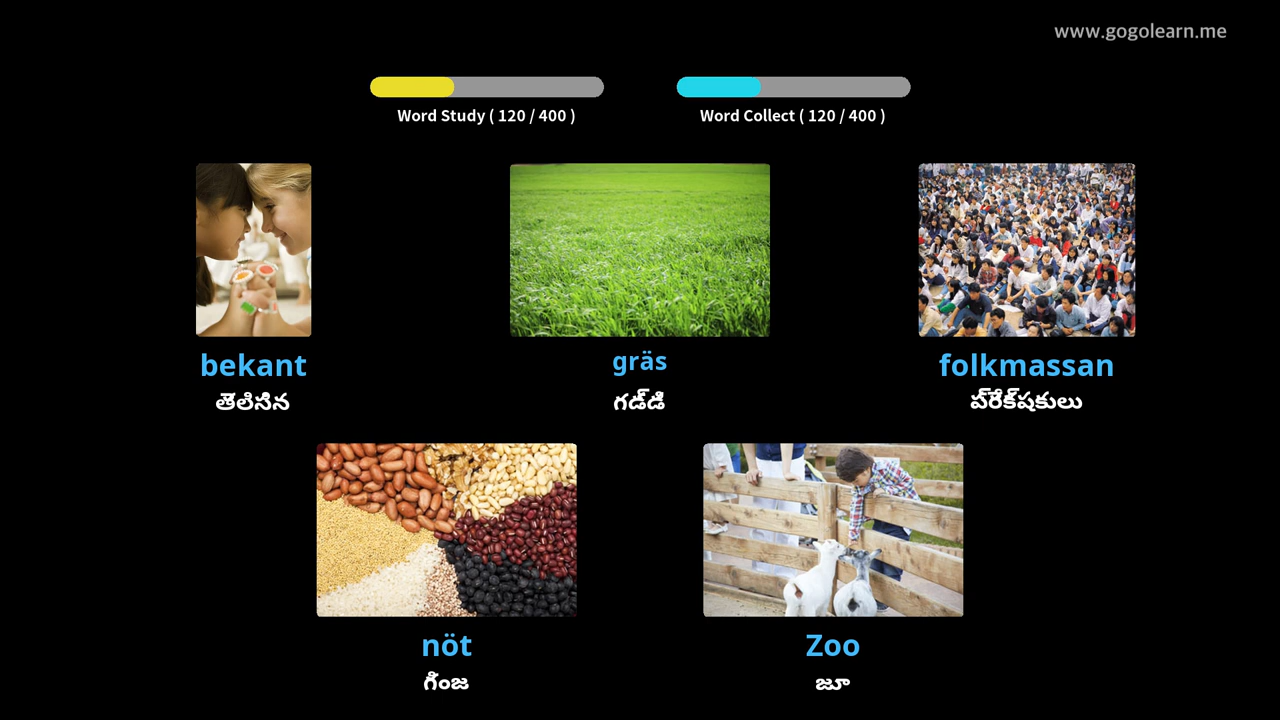 www.gogolearn.me
Word Study ( 120 / 400 )
Word Collect ( 120 / 400 )
bekant
gräs
folkmassan
తెలిసిన
గడ్డి
ప్రేక్షకులు
nöt
Zoo
గింజ
జూ